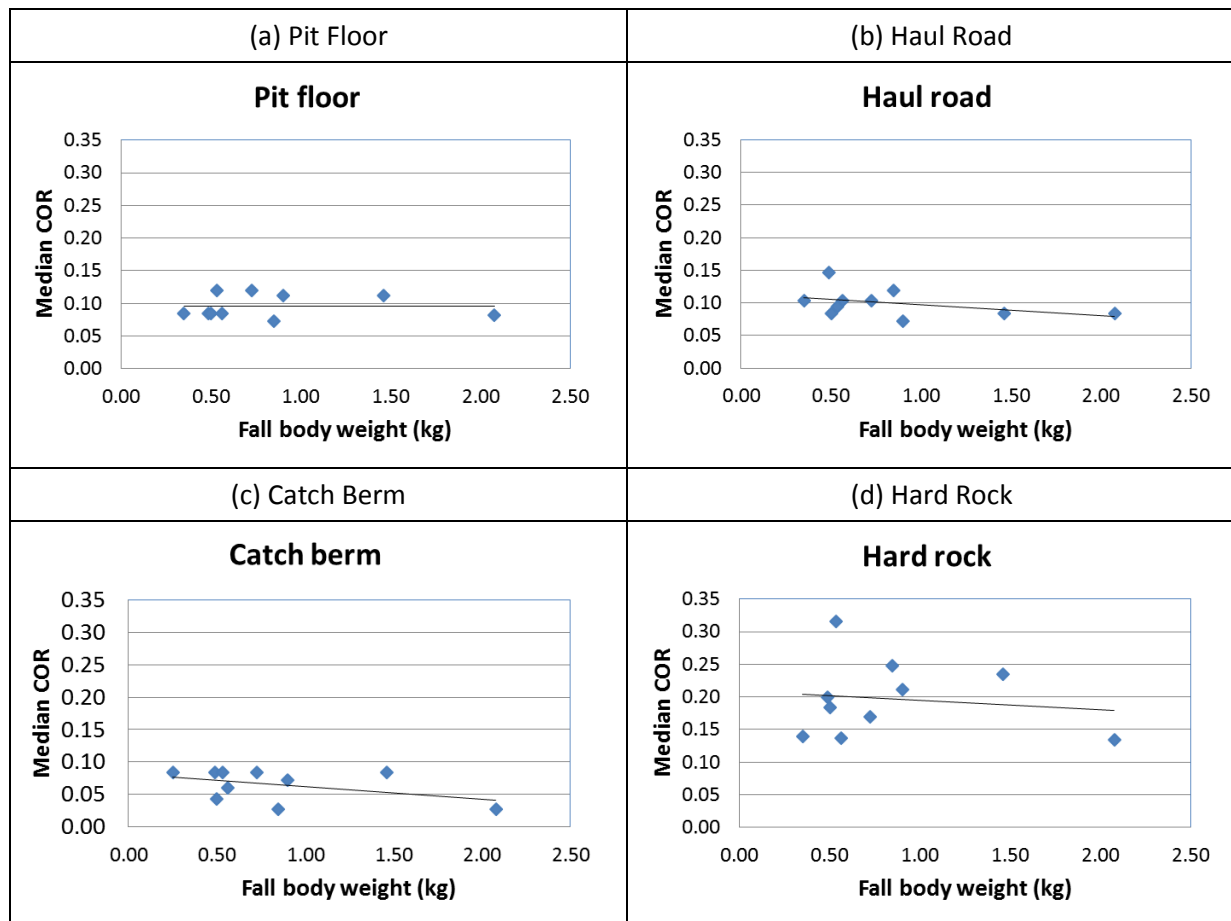 (a) Pit Floor
(b) Haul Road
Pit floor
0.35
0.30
0.25
0.20
0.15
0.10
0.05
0.00
Median COR
0.00 0.50 1.00 1.50 2.00 2.50
Fall body weight (kg)
Haul road
0.35
0.30
0.25
0.20
0.15
0.10
0.05
0.00
Median COR
0.00 0.50 1.00 1.50 2.00 2.50
Fall body weight (kg)
(c) Catch Berm
(d) Hard Rock
Catch berm
0.35
0.30
0.25
0.20
0.15
0.10
0.05
0.00
Median COR
0.00 0.50 1.00 1.50 2.00 2.50
Fall body weight (kg)
Hard rock
0.35
0.30
0.25
0.20
0.15
0.10
0.05
0.00
Median COR
0.00 0.50 1.00 1.50 2.00 2.50
Fall body weight (kg)